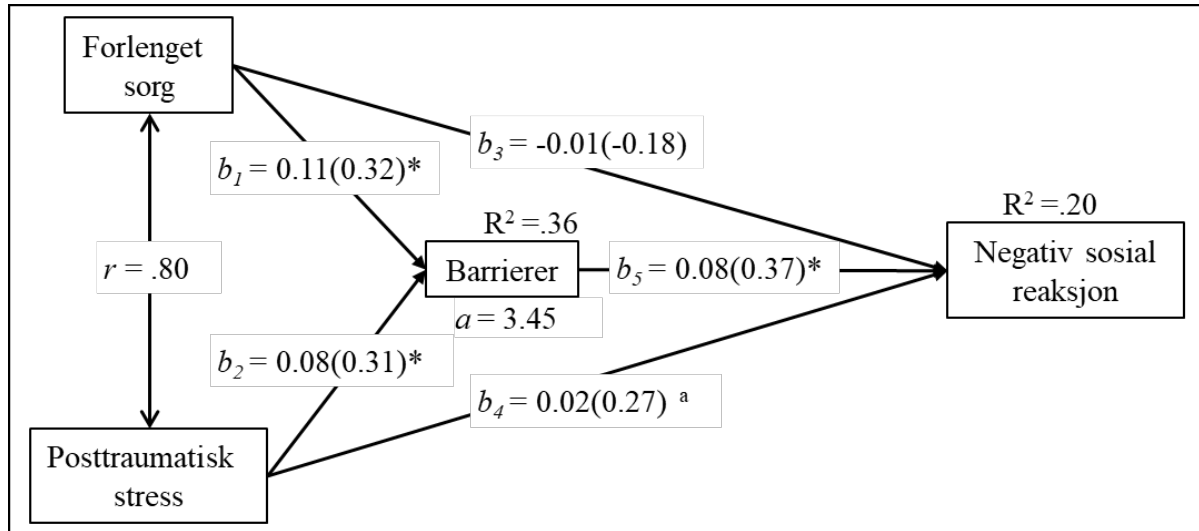 Forlenget
sorg
b3 = -0.01(-0.18)
b1 = 0.11(0.32)*
R2 =.36
R2 =.20
r = .80
Barrierer
b5 = 0.08(0.37)*
Negativ sosial
reaksjon
a = 3.45
b2 = 0.08(0.31)*
b4 = 0.02(0.27) a
Posttraumatisk
stress